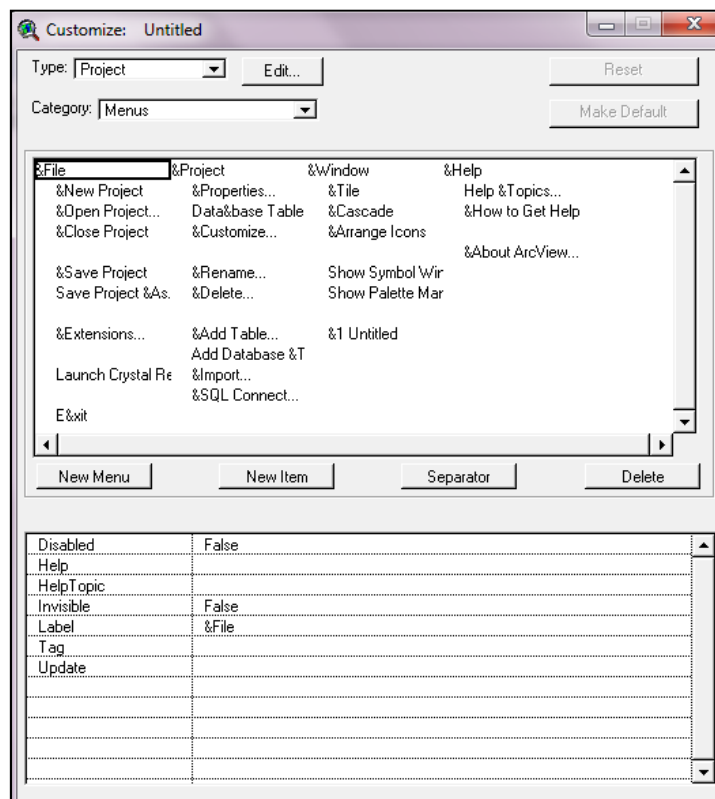 Customize: Untitled
Type: Project Edit... Reset
Category: Menus Make Default
&File &Project &Window &Help
&New Project &Properties... &Tile Help &Topics...
&Open Project... Data&base Table &Cascade &How to Get Help
&Close Project &Customize... &Arrange Icons
&About ArcView...
&Save Project &Rename... Show Symbol Wir
Save Project &As. &Delete... Show Palette Mar
&Extensions... &Add Table... &1 Untitled
Add Database &T
Launch Crystal Re &Import...
&SQL Connect...
E&xit
New Menu New Item Separator Delete
Disabled False
Help
HelpTopic
Invisible False
Label &File
Tag
Update